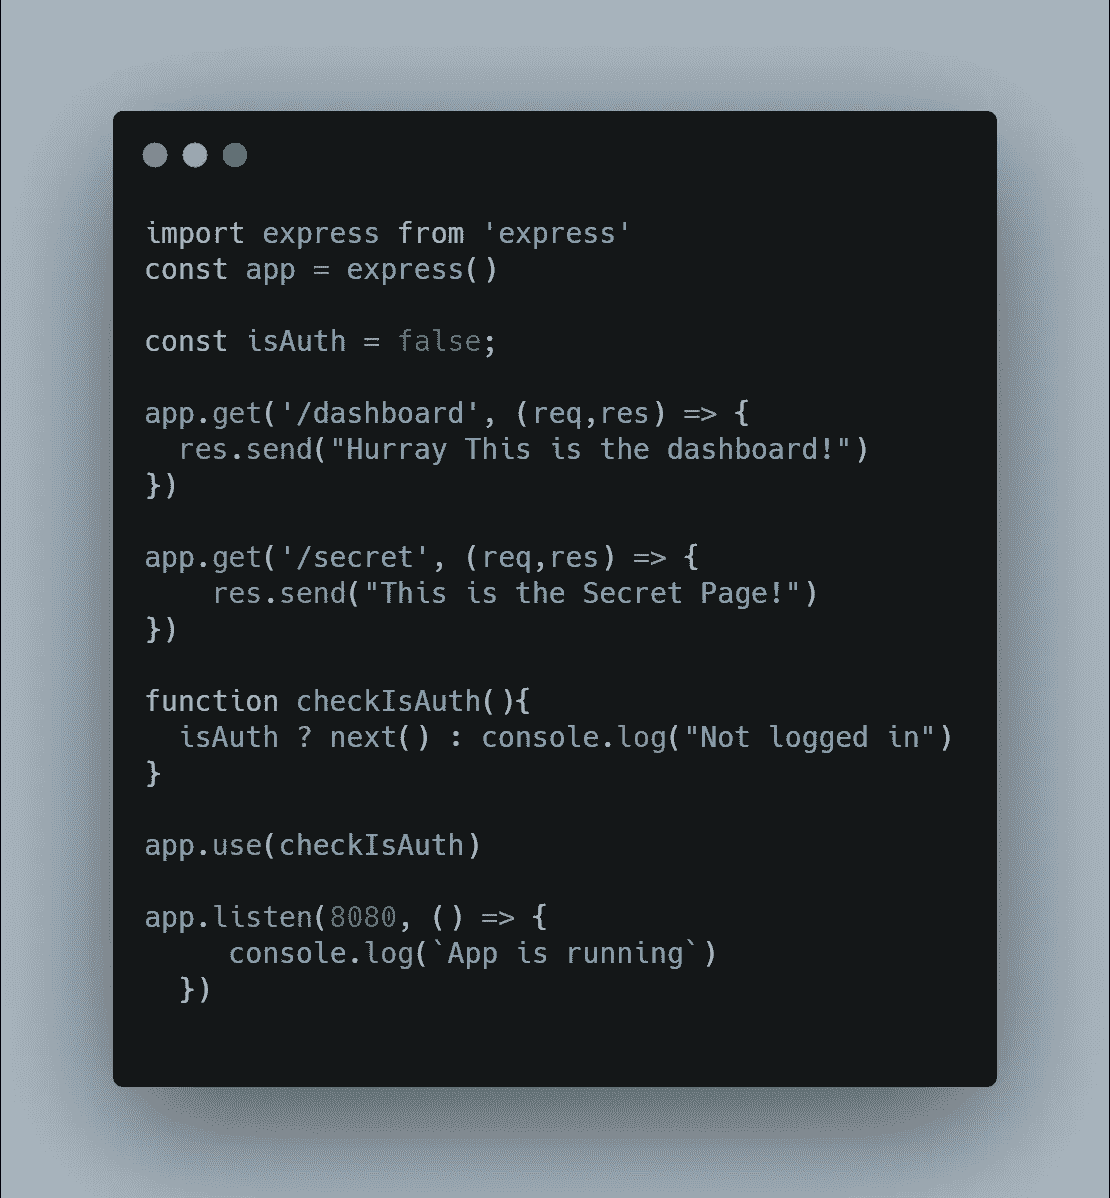 import express from 'express'
const app = express()
const isAuth = false;
app.get('/dashboard', (req,res) => {
  res.send("Hurray This is the dashboard!")
})
app.get('/secret', (req,res) => {
    res.send("This is the Secret Page!")
})
function checkIsAuth(){
  isAuth ? next() : console.log("Not logged in")
}
app.use(checkIsAuth)
app.listen(8080, () => {
     console.log(`App is running`)
  })